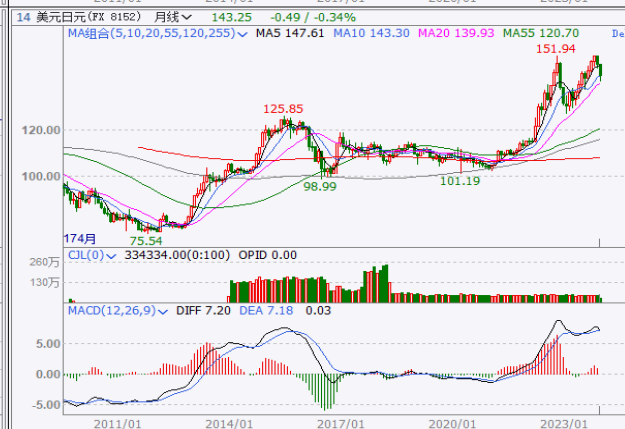 14 美元日元(FX 8152) 月线 143.25 -0.49 / -0.34%
MA组合(5,10,20,55,120,255) MA5 147.61 MA10 143.30 MA20 139.93 MA55 120.70
151.94
125.85
120.00
100.00
98.99
101.19
174月
75.54
CJL(0) 334334.00(0:100) OPID 0.00
260万
130万
MACD(12,26,9) DIFF 7.20 DEA 7.18 0.03
5.00
0.00
-5.00
2011/01 2014/01 2017/01 2020/01 2023/01